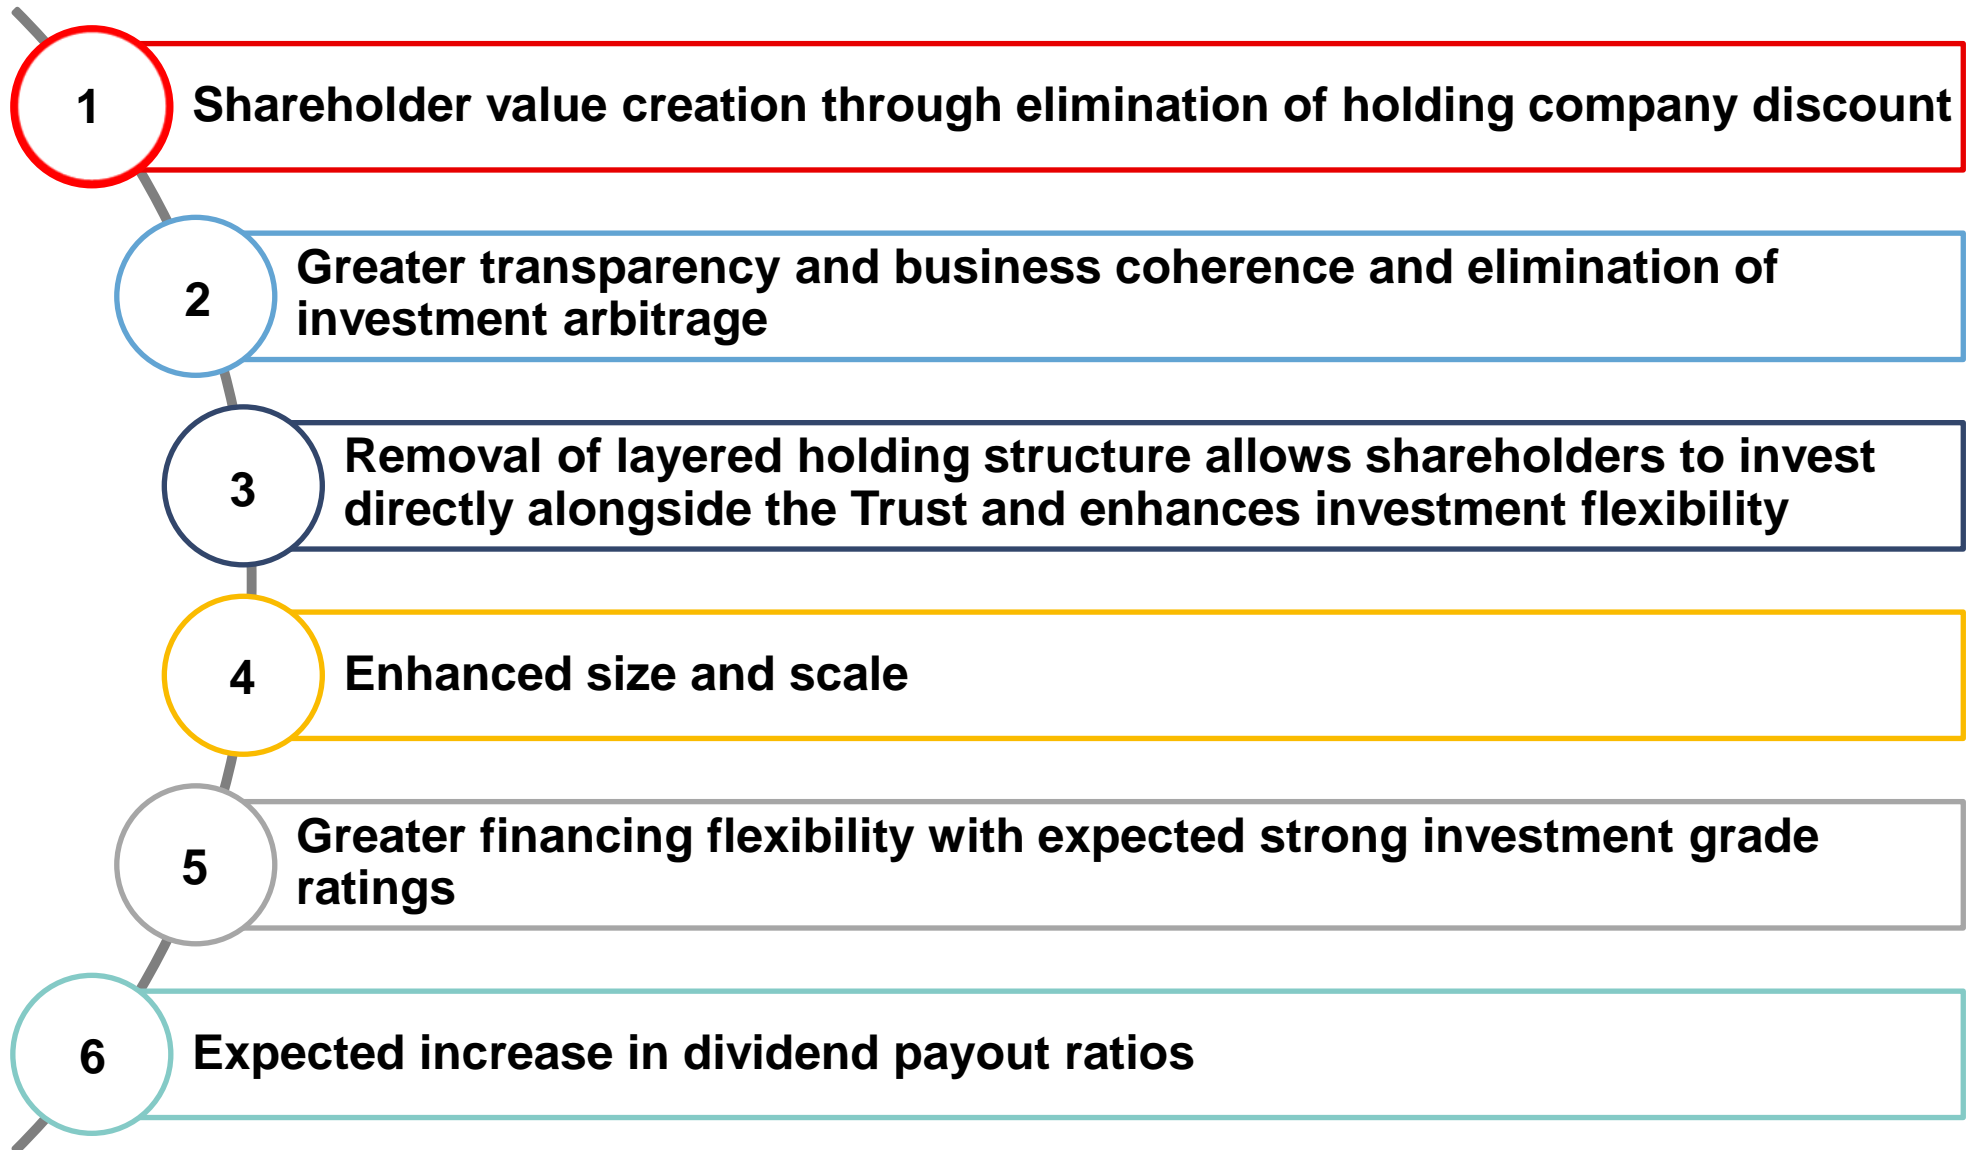 1
Shareholder value creation through elimination of holding company discount
2
Greater transparency and business coherence and elimination of
investment arbitrage
3
Removal of layered holding structure allows shareholders to invest
directly alongside the Trust and enhances investment flexibility
4
Enhanced size and scale
5
Greater financing flexibility with expected strong investment grade
ratings
6
Expected increase in dividend payout ratios